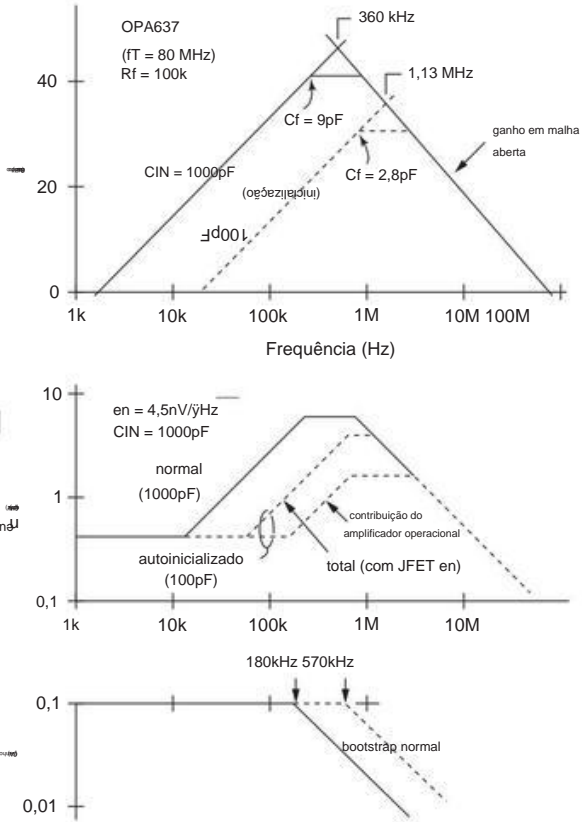 OPA637
(fT = 80 MHz)
Rf = 100k
360 kHz
1,13 MHz
40
Cf = 9pF
ganho em malha
aberta
CIN = 1000pF
Cf = 2,8pF
(inicialização)
100pF
20
0
1k 10k 100k 1M 10M 100M
Frequência (Hz)
10
en = 4,5nV/ÿHz
CIN = 1000pF
normal
(1000pF)
1
contribuição do
amplificador operacional
autoinicializado
(100pF)
total (com JFET en)
0,1
1k 10k 100k 1M 10M
180kHz 570kHz
0,1
bootstrap normal
0,01